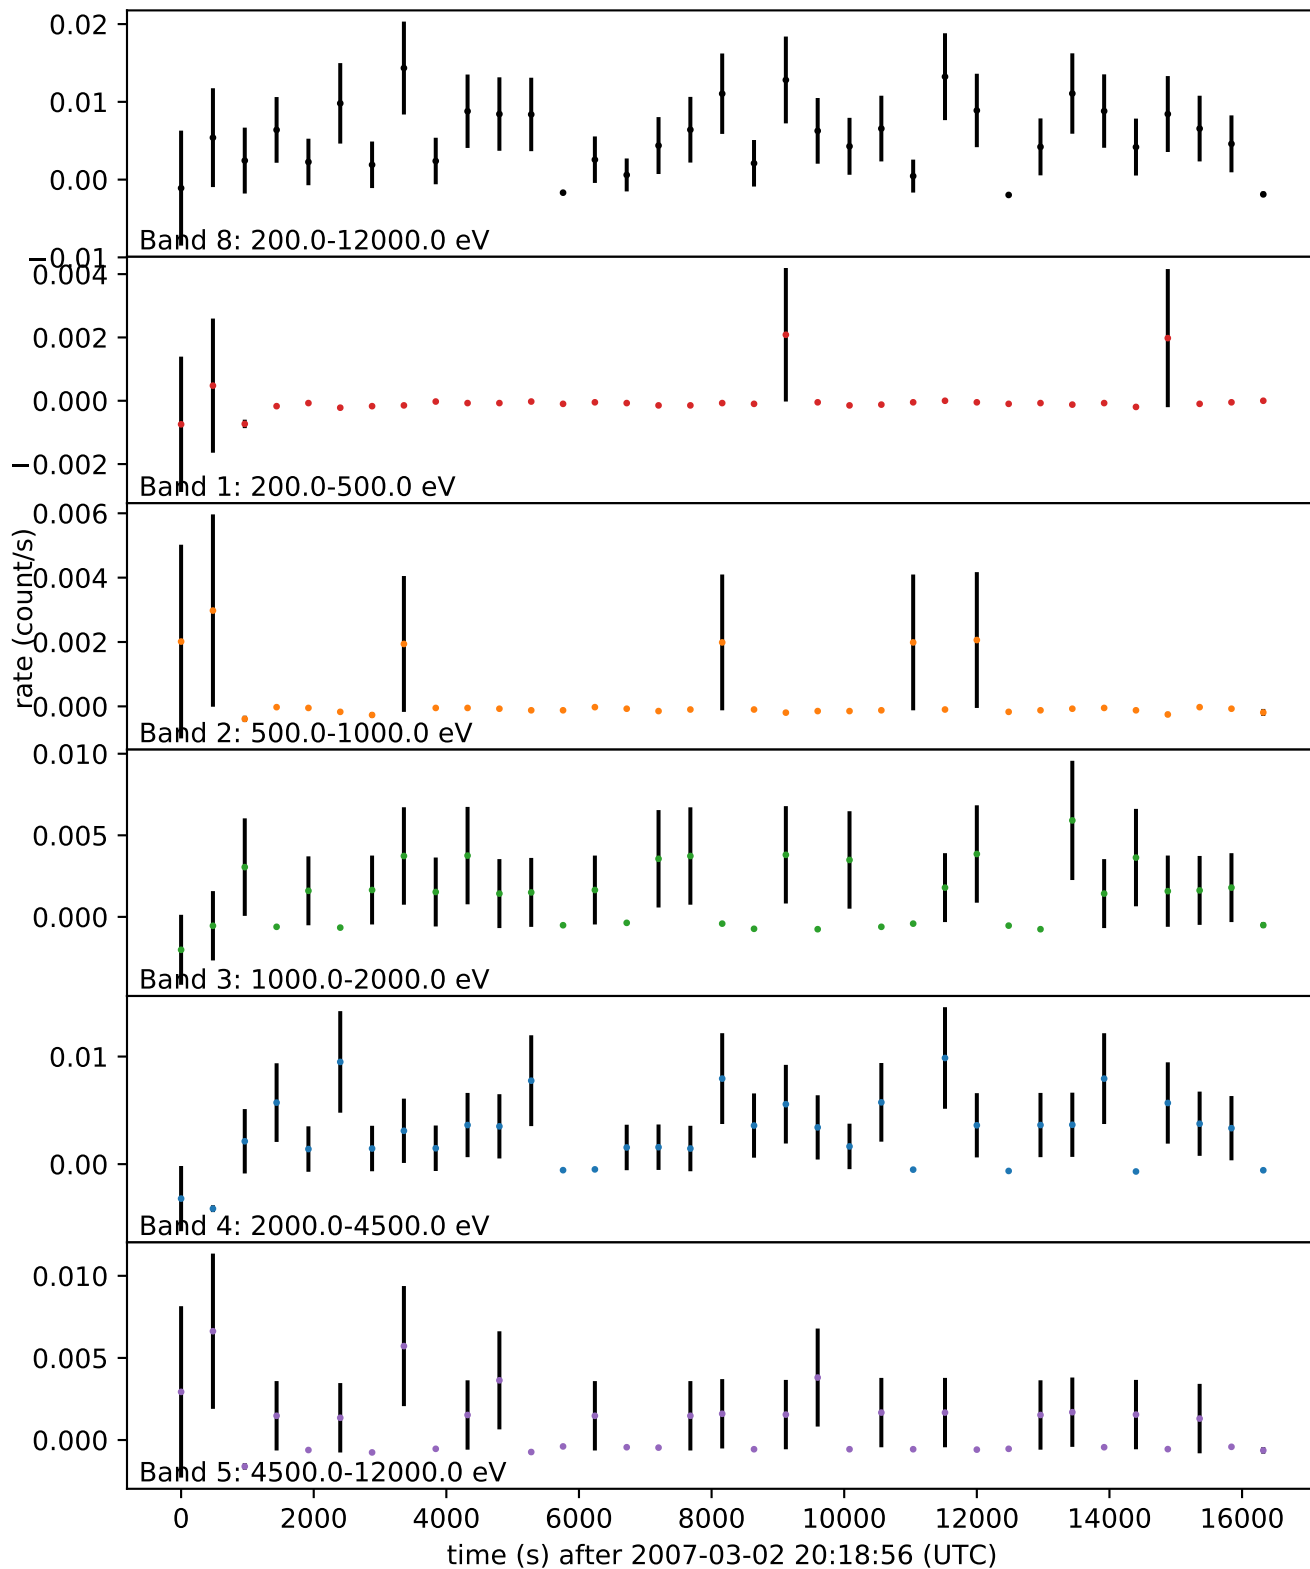 0.02
0.01
0.00
−0.01
Band 8: 200.0-12000.0 eV
0.004
0.002
0.000
−0.002
Band 1: 200.0-500.0 eV
rate (count/s)
0.006
0.004
0.002
0.000
Band 2: 500.0-1000.0 eV
0.010
0.005
0.000
Band 3: 1000.0-2000.0 eV
0.01
0.00
Band 4: 2000.0-4500.0 eV
0.010
0.005
0.000
Band 5: 4500.0-12000.0 eV
0 2000 4000 6000 8000 10000 12000 14000 16000
time (s) after 2007-03-02 20:18:56 (UTC)